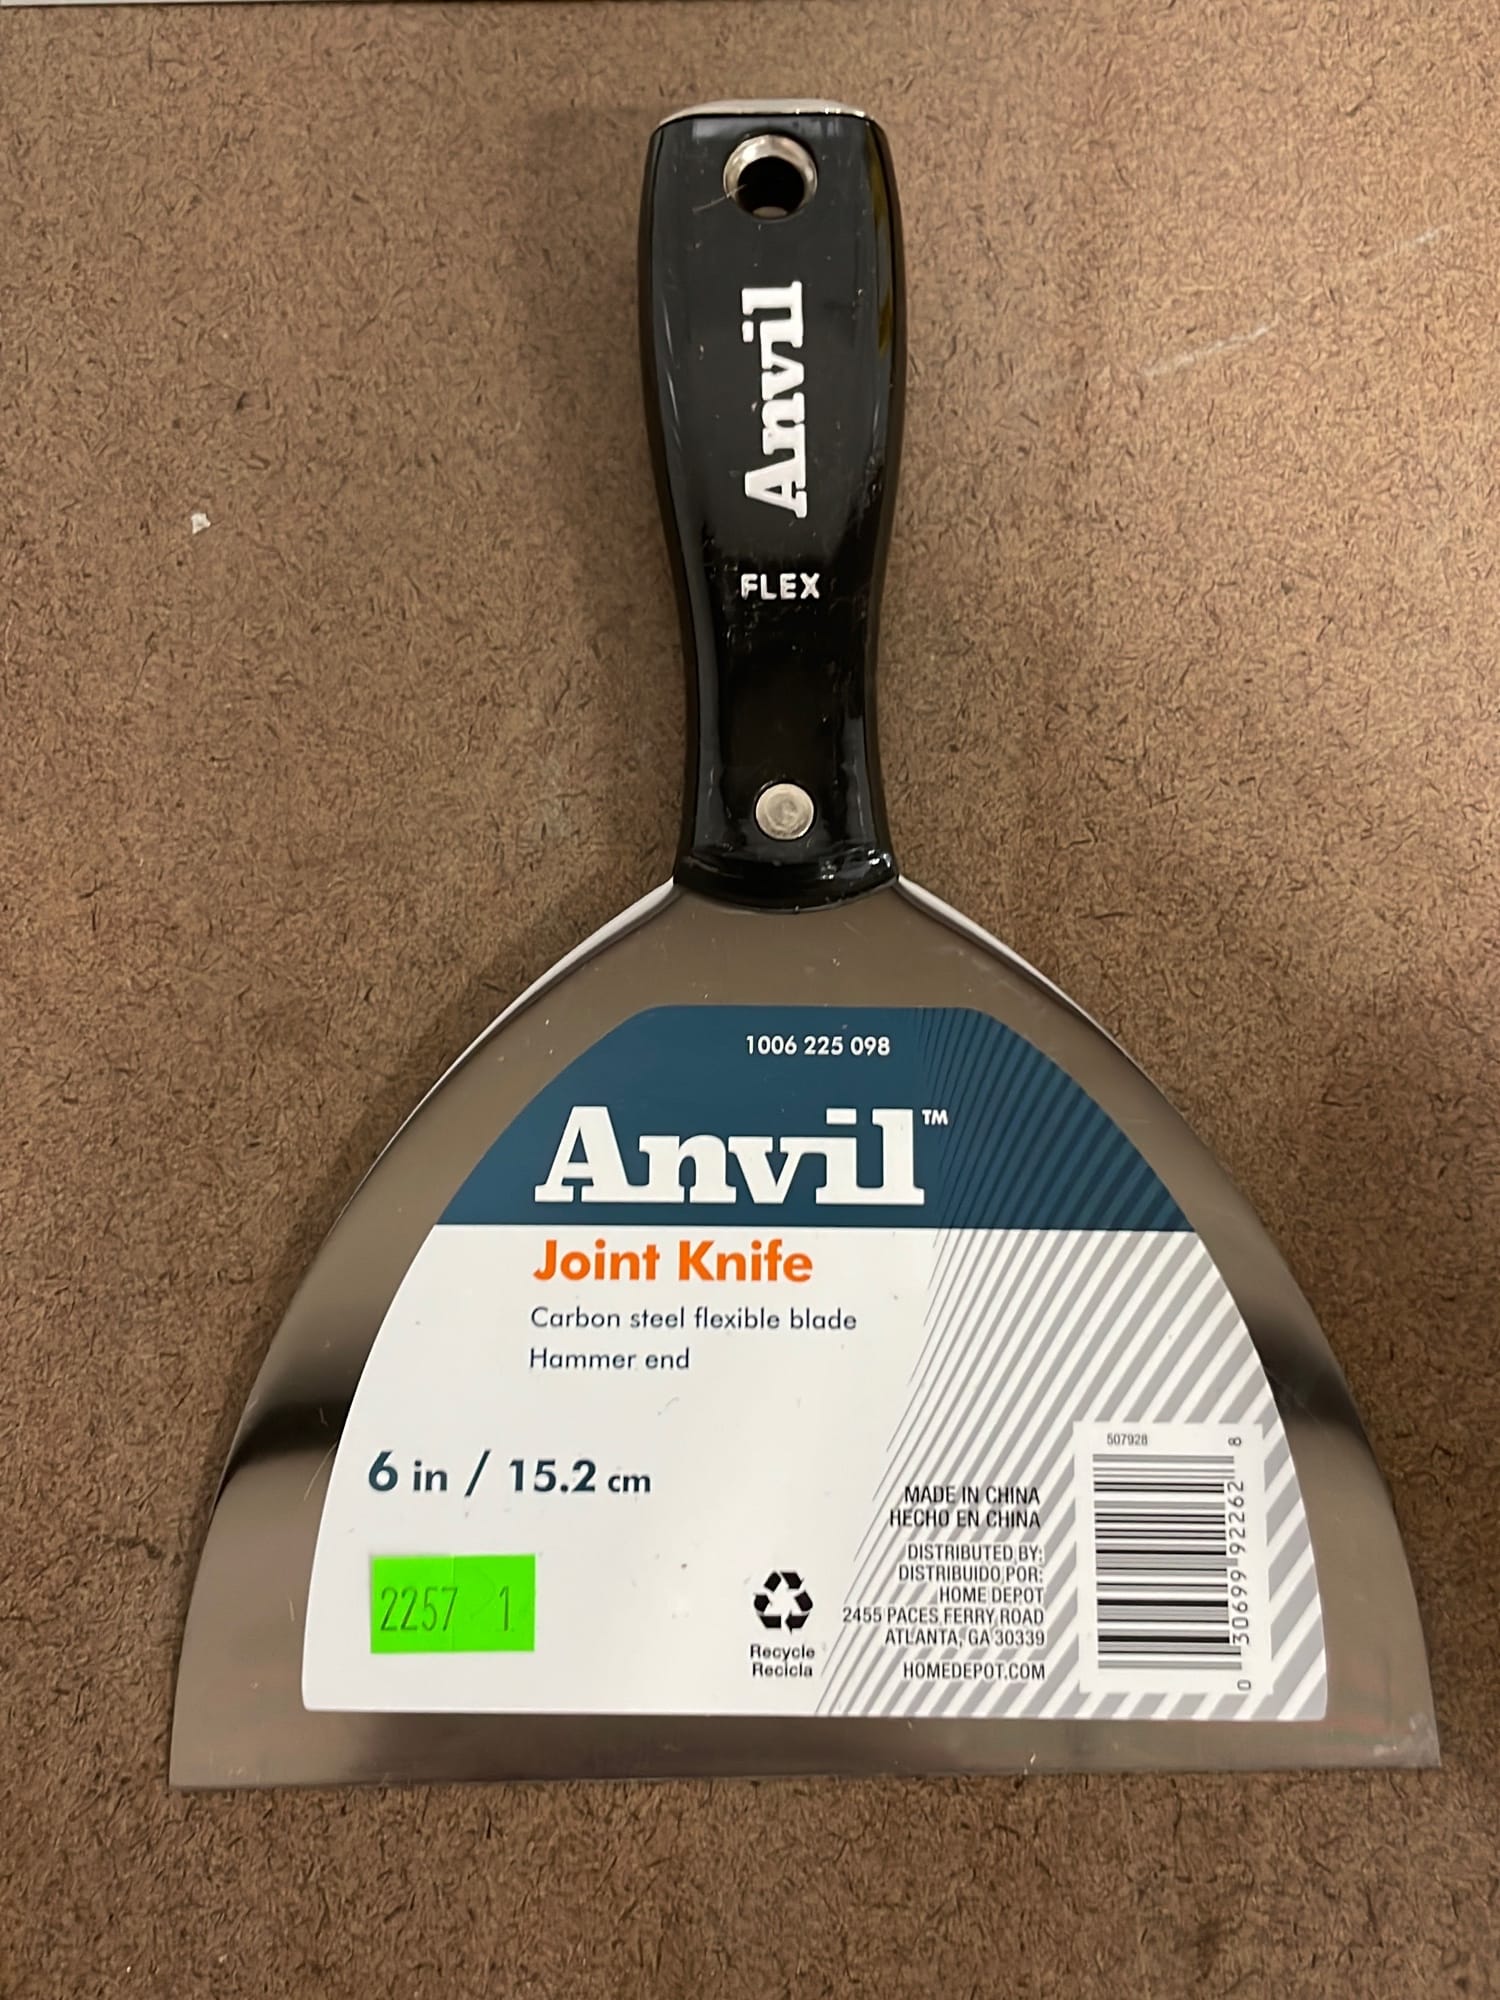 Anvil
FLEX
1006 225 098
Anvil™
Joint Knife
Carbon steel flexible blade
Hammer end
6 in / 15.2 cm
2257 1
Recycle
Recicla
MADE IN CHINA
HECHO EN CHINA
DISTRIBUTED BY:
DISTRIBUIDO POR:
HOME DEPOT
2455 PACES FERRY ROAD
ATLANTA, GA 30339
HOMEDEPOT.COM
507928
0 30699 92262 8